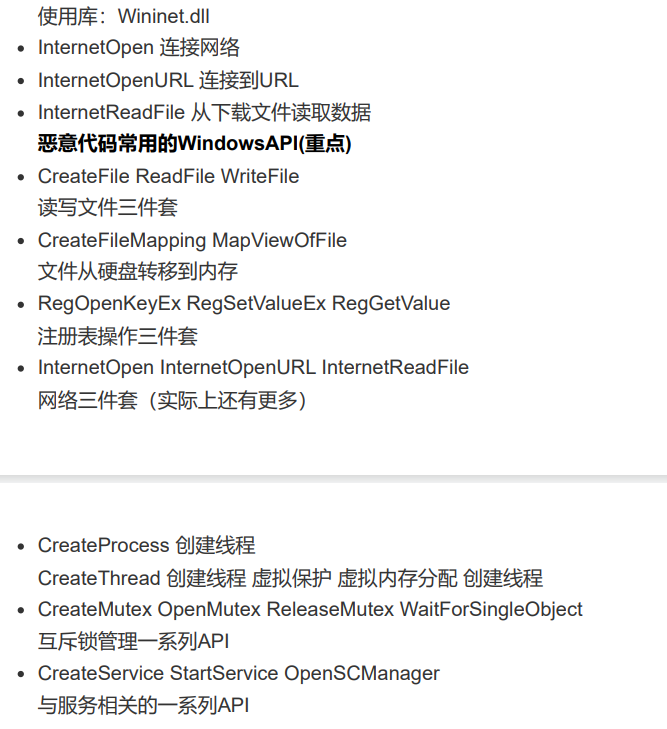 使用库：Wininet.dll
InternetOpen 连接网络
InternetOpenURL 连接到URL
InternetReadFile 从下载文件读取数据
恶意代码常用的WindowsAPI(重点)
CreateFile ReadFile WriteFile
读写文件三件套
CreateFileMapping MapViewOfFile
文件从硬盘转移到内存
RegOpenKeyEx RegSetValueEx RegGetValue
注册表操作三件套
InternetOpen InternetOpenURL InternetReadFile
网络三件套（实际上还有更多）
CreateProcess 创建线程
CreateThread 创建线程 虚拟保护 虚拟内存分配 创建线程
CreateMutex OpenMutex ReleaseMutex WaitForSingleObject
互斥锁管理一系列API
CreateService StartService OpenSCManager
与服务相关的一系列API